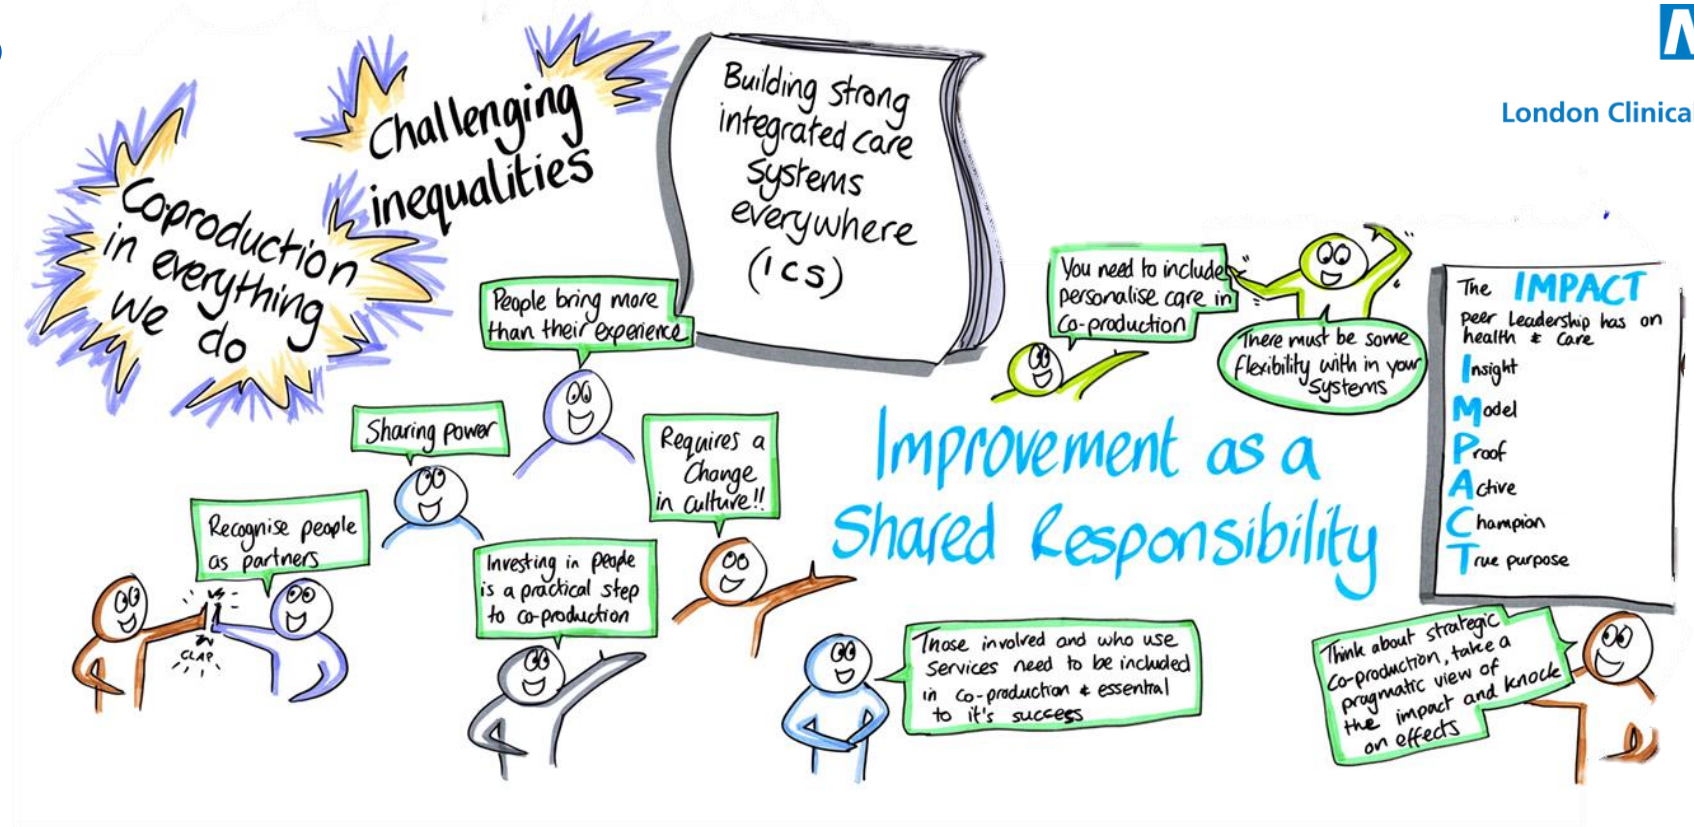 London Clinica
Challenging
inequalities
Co-production
in everything
we do
Building strong
integrated care
systems
everywhere
(ICS)
People bring more
than their experience
Sharing power
Recognise people
as partners
CLAP
Requires a
Change
in culture!!
Investing in people
is a practical step
to co-production
Improvement as a
Shared Responsibility
You need to include
personalise care in
Co-production
There must be some
flexibility with in your
Systems
Those involved and who use
Services need to be included
in co-production & essential
to it's success
The IMPACT
peer Leadership has on
health & care
Insight
Model
Proof
Active
Champion
True purpose
Think about strategic
co-production, take a
pragmatic view of
the impact and knock
on effects